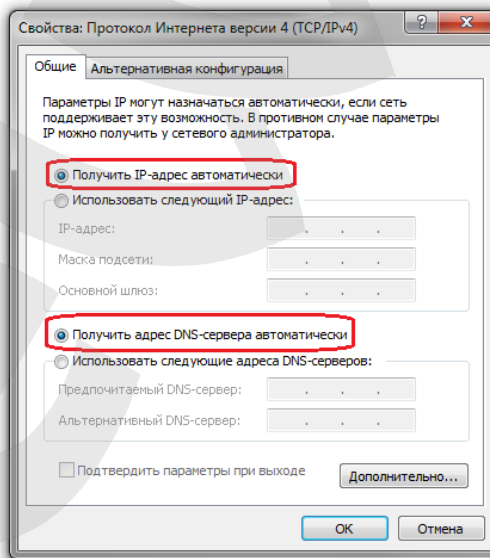 Свойства: Протокол Интернета версии 4 (TCP/IPv4)
Общие
Альтернативная конфигурация
Параметры IP могут назначаться автоматически, если сеть
поддерживает эту возможность. В противном случае параметры
IP можно получить у сетевого администратора.
Получить IP-адрес автоматически
Использовать следующий IP-адрес:
IP-адрес:
Маска подсети:
Основной шлюз:
Получить адрес DNS-сервера автоматически
Использовать следующие адреса DNS-серверов:
Предпочитаемый DNS-сервер:
Альтернативный DNS-сервер:
Подтвердить параметры при выходе
Дополнительно...
ОК
Отмена